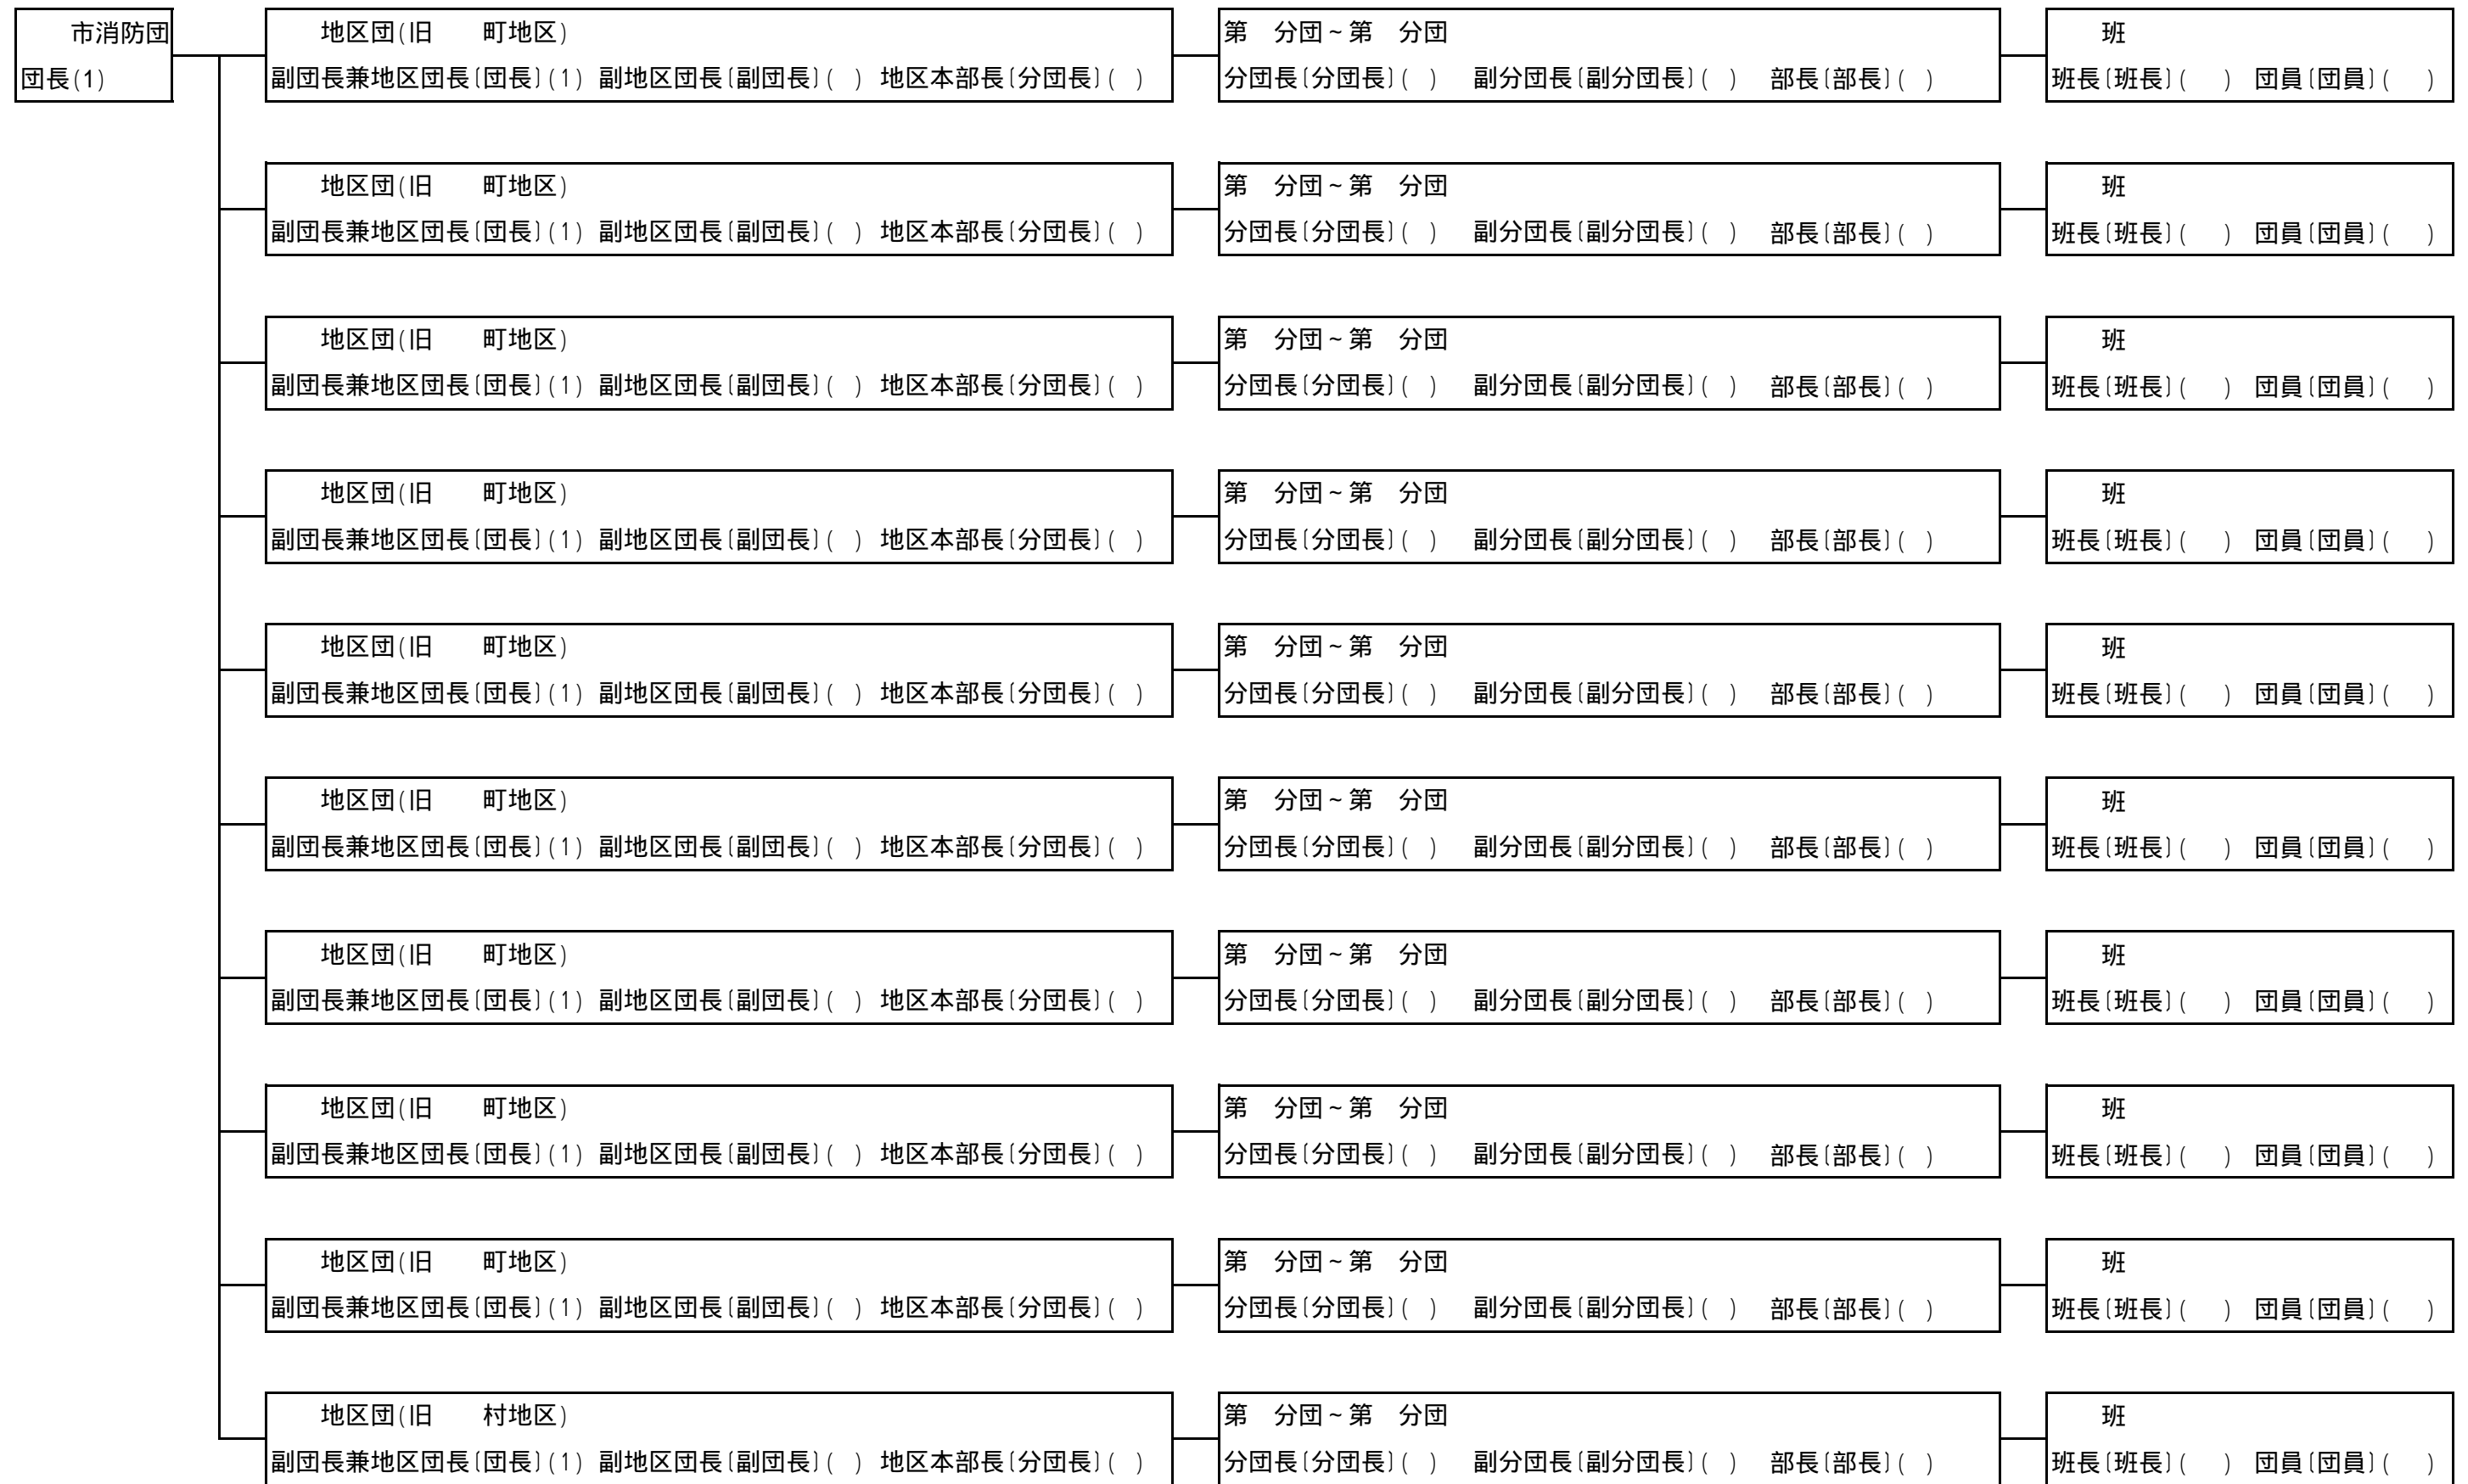 市消防団
団長(1)
　　地区団(旧　　町地区)
副団長兼地区団長〔団長〕(1) 副地区団長〔副団長〕(　) 地区本部長〔分団長〕(　)
第　分団～第　分団
分団長〔分団長〕(　)　副分団長〔副分団長〕(　)　部長〔部長〕(　)
　　班
班長〔班長〕(　　) 団員〔団員〕(　　)
　　地区団(旧　　町地区)
副団長兼地区団長〔団長〕(1) 副地区団長〔副団長〕(　) 地区本部長〔分団長〕(　)
第　分団～第　分団
分団長〔分団長〕(　)　副分団長〔副分団長〕(　)　部長〔部長〕(　)
　　班
班長〔班長〕(　　) 団員〔団員〕(　　)
　　地区団(旧　　町地区)
副団長兼地区団長〔団長〕(1) 副地区団長〔副団長〕(　) 地区本部長〔分団長〕(　)
第　分団～第　分団
分団長〔分団長〕(　)　副分団長〔副分団長〕(　)　部長〔部長〕(　)
　　班
班長〔班長〕(　　) 団員〔団員〕(　　)
　　地区団(旧　　町地区)
副団長兼地区団長〔団長〕(1) 副地区団長〔副団長〕(　) 地区本部長〔分団長〕(　)
第　分団～第　分団
分団長〔分団長〕(　)　副分団長〔副分団長〕(　)　部長〔部長〕(　)
　　班
班長〔班長〕(　　) 団員〔団員〕(　　)
　　地区団(旧　　町地区)
副団長兼地区団長〔団長〕(1) 副地区団長〔副団長〕(　) 地区本部長〔分団長〕(　)
第　分団～第　分団
分団長〔分団長〕(　)　副分団長〔副分団長〕(　)　部長〔部長〕(　)
　　班
班長〔班長〕(　　) 団員〔団員〕(　　)
　　地区団(旧　　町地区)
副団長兼地区団長〔団長〕(1) 副地区団長〔副団長〕(　) 地区本部長〔分団長〕(　)
第　分団～第　分団
分団長〔分団長〕(　)　副分団長〔副分団長〕(　)　部長〔部長〕(　)
　　班
班長〔班長〕(　　) 団員〔団員〕(　　)
　　地区団(旧　　町地区)
副団長兼地区団長〔団長〕(1) 副地区団長〔副団長〕(　) 地区本部長〔分団長〕(　)
第　分団～第　分団
分団長〔分団長〕(　)　副分団長〔副分団長〕(　)　部長〔部長〕(　)
　　班
班長〔班長〕(　　) 団員〔団員〕(　　)
　　地区団(旧　　町地区)
副団長兼地区団長〔団長〕(1) 副地区団長〔副団長〕(　) 地区本部長〔分団長〕(　)
第　分団～第　分団
分団長〔分団長〕(　)　副分団長〔副分団長〕(　)　部長〔部長〕(　)
　　班
班長〔班長〕(　　) 団員〔団員〕(　　)
　　地区団(旧　　町地区)
副団長兼地区団長〔団長〕(1) 副地区団長〔副団長〕(　) 地区本部長〔分団長〕(　)
第　分団～第　分団
分団長〔分団長〕(　)　副分団長〔副分団長〕(　)　部長〔部長〕(　)
　　班
班長〔班長〕(　　) 団員〔団員〕(　　)
　　地区団(旧　　村地区)
副団長兼地区団長〔団長〕(1) 副地区団長〔副団長〕(　) 地区本部長〔分団長〕(　)
第　分団～第　分団
分団長〔分団長〕(　)　副分団長〔副分団長〕(　)　部長〔部長〕(　)
　　班
班長〔班長〕(　　) 団員〔団員〕(　　)